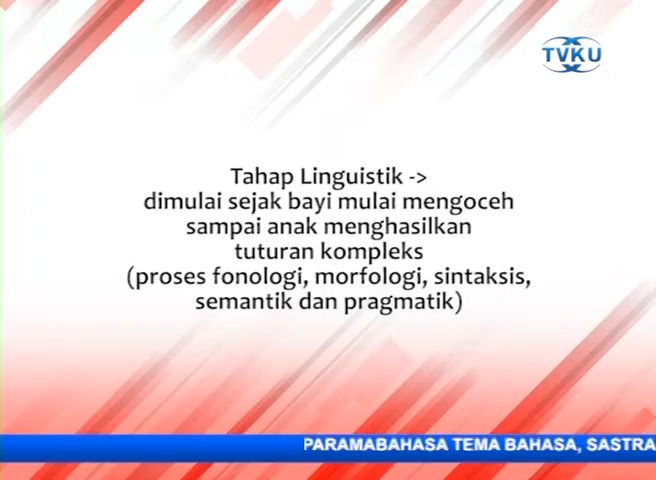 TVKU
Tahap Linguistik ->
dimulai sejak bayi mulai mengoceh
sampai anak menghasilkan
tuturan kompleks
(proses fonologi, morfologi, sintaksis,
semantik dan pragmatik)
PARAMABAHASA TEMA BAHASA, SASTRA